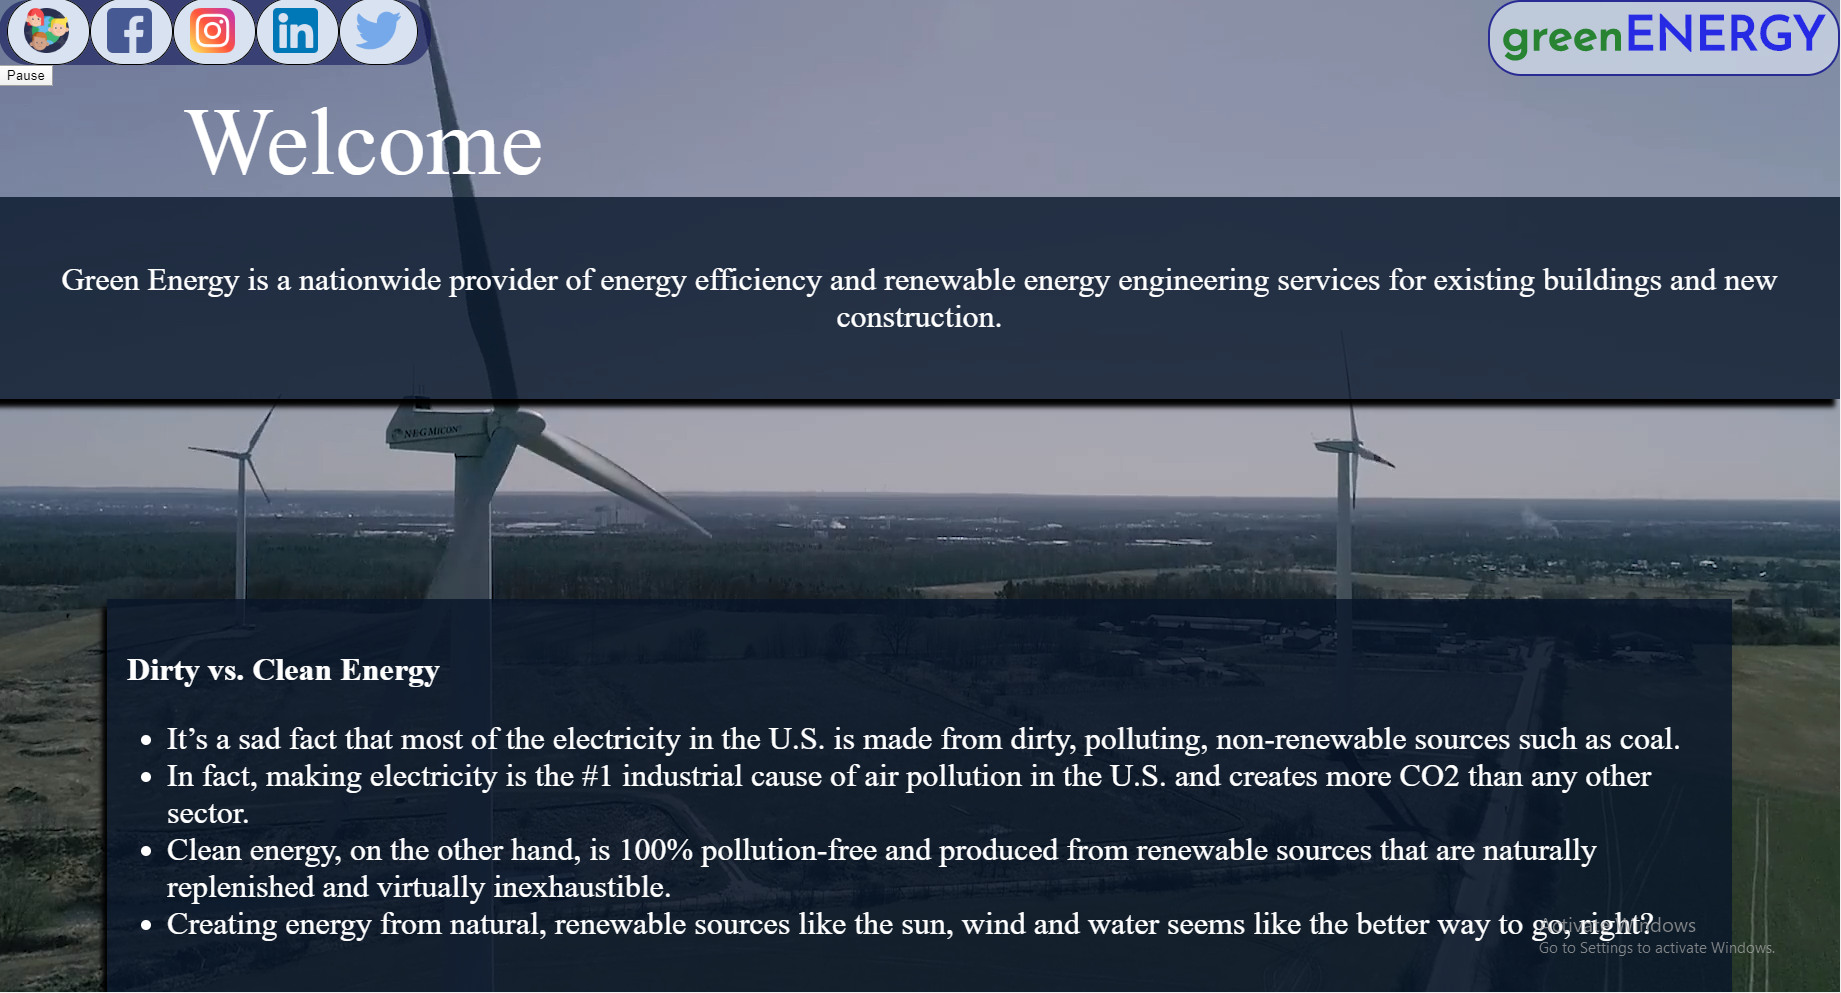 greenENERGY
Pause
Welcome
Green Energy is a nationwide provider of energy efficiency and renewable energy engineering services for existing buildings and new
construction.
NEG MICON
Dirty vs. Clean Energy
• It’s a sad fact that most of the electricity in the U.S. is made from dirty, polluting, non-renewable sources such as coal.
• In fact, making electricity is the #1 industrial cause of air pollution in the U.S. and creates more CO2 than any other
sector.
• Clean energy, on the other hand, is 100% pollution-free and produced from renewable sources that are naturally
replenished and virtually inexhaustible.
• Creating energy from natural, renewable sources like the sun, wind and water seems like the better way to go, right?
Activate Windows
Go to Settings to activate Windows.